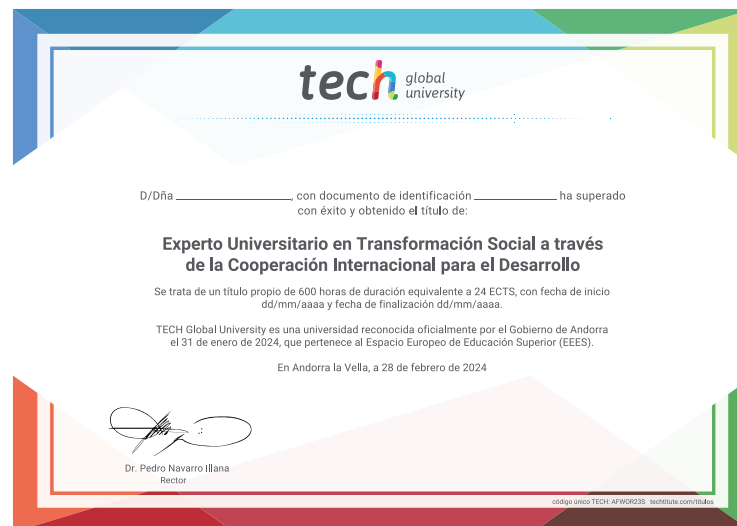 tech global university
D/Dña ______________, con documento de identificación __________ ha superado
con éxito y obtenido el título de:
Experto Universitario en Transformación Social a través
de la Cooperación Internacional para el Desarrollo
Se trata de un título propio de 600 horas de duración equivalente a 24 ECTS, con fecha de inicio
dd/mm/aaaa y fecha de finalización dd/mm/aaaa.
TECH Global University es una universidad reconocida oficialmente por el Gobierno de Andorra
el 31 de enero de 2024, que pertenece al Espacio Europeo de Educación Superior (EEES).
En Andorra la Vella, a 28 de febrero de 2024
Dr. Pedro Navarro Illana
Rector
código único TECH: AFWOR23S techtitute.com/titulos